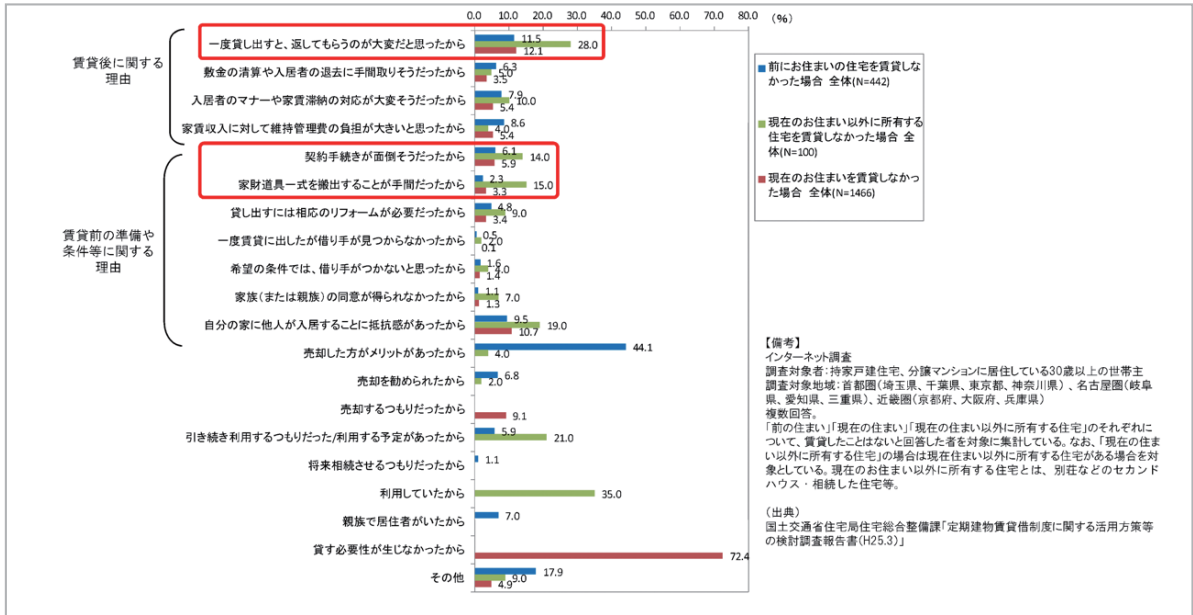 0.0 10.0 20.0 30.0 40.0 50.0 60.0 70.0 80.0 (%)
賃貸後に関する
理由
一度貸し出すと、返してもらうのが大変だと思ったから 11.5 28.0 12.1
敷金の清算や入居者の退去に手間取りそうだったから 6.3 5.0 3.5
入居者のマナーや家賃滞納の対応が大変そうだったから 7.9 10.0 5.4
家賃収入に対して維持管理費の負担が大きいと思ったから 8.6 4.0 5.4
賃貸前の準備や
条件等に関する
理由
契約手続きが面倒そうだったから 6.1 14.0 5.9
家財道具一式を搬出することが手間だったから 2.3 15.0 3.3
貸し出すには相応のリフォームが必要だったから 4.8 9.0 3.4
一度賃貸に出したが借り手が見つからなかったから 0.5 2.0 0.1
希望の条件では、借り手がつかないと思ったから 1.6 4.0 1.4
家族(または親族)の同意が得られなかったから 1.1 7.0 1.3
自分の家に他人が入居することに抵抗感があったから 9.5 19.0 10.7
売却した方がメリットがあったから 44.1 4.0
売却を勧められたから 6.8 2.0
売却するつもりだったから 9.1
引き続き利用するつもりだった/利用する予定があったから 5.9 21.0
将来相続させるつもりだったから 1.1
利用していたから 35.0
親族で居住者がいたから 7.0
貸す必要性が生じなかったから 72.4
その他 17.9 9.0 4.9
前にお住まいの住宅を賃貸しな
かった場合 全体(N=442)
現在のお住まい以外に所有する
住宅を賃貸しなかった場合 全
体(N=100)
現在のお住まいを賃貸しなかっ
た場合 全体(N=1466)
【備考】
インターネット調査
調査対象者:持家戸建住宅、分譲マンションに居住している30歳以上の世帯主
調査対象地域:首都圏(埼玉県、千葉県、東京都、神奈川県)、名古屋圏(岐阜
県、愛知県、三重県)、近畿圏(京都府、大阪府、兵庫県)
複数回答。
「前の住まい」「現在の住まい」「現在の住まい以外に所有する住宅」のそれぞれに
ついて、賃貸したことはないと回答した者を対象に集計している。なお、「現在の住ま
い以外に所有する住宅」の場合は現在住まい以外に所有する住宅がある場合を対
象としている。現在のお住まい以外に所有する住宅とは、別荘などのセカンド
ハウス・相続した住宅等。
(出典)
国土交通省住宅局住宅総合整備課「定期建物賃貸借制度に関する活用方策等
の検討調査報告書(H25.3)」